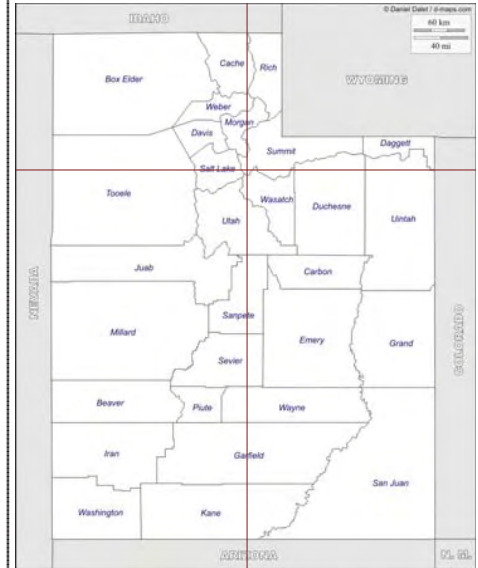 © Daniel Dalet / d-maps.com
IDAHO
60 km
40 mi
Cache
Rich
Box Elder
WYOMING
Weber
Morgan
Davis
Summit
Daggett
Salt Lake
Tooele
Wasatch
Duchesne
Utah
Uintah
Juab
Carbon
NEVADA
Sanpete
Millard
Emery
Grand
COLORADO
Sevier
Beaver
Piute
Wayne
Iran
Garfield
San Juan
Washington
Kane
ARIZONA
N. M.